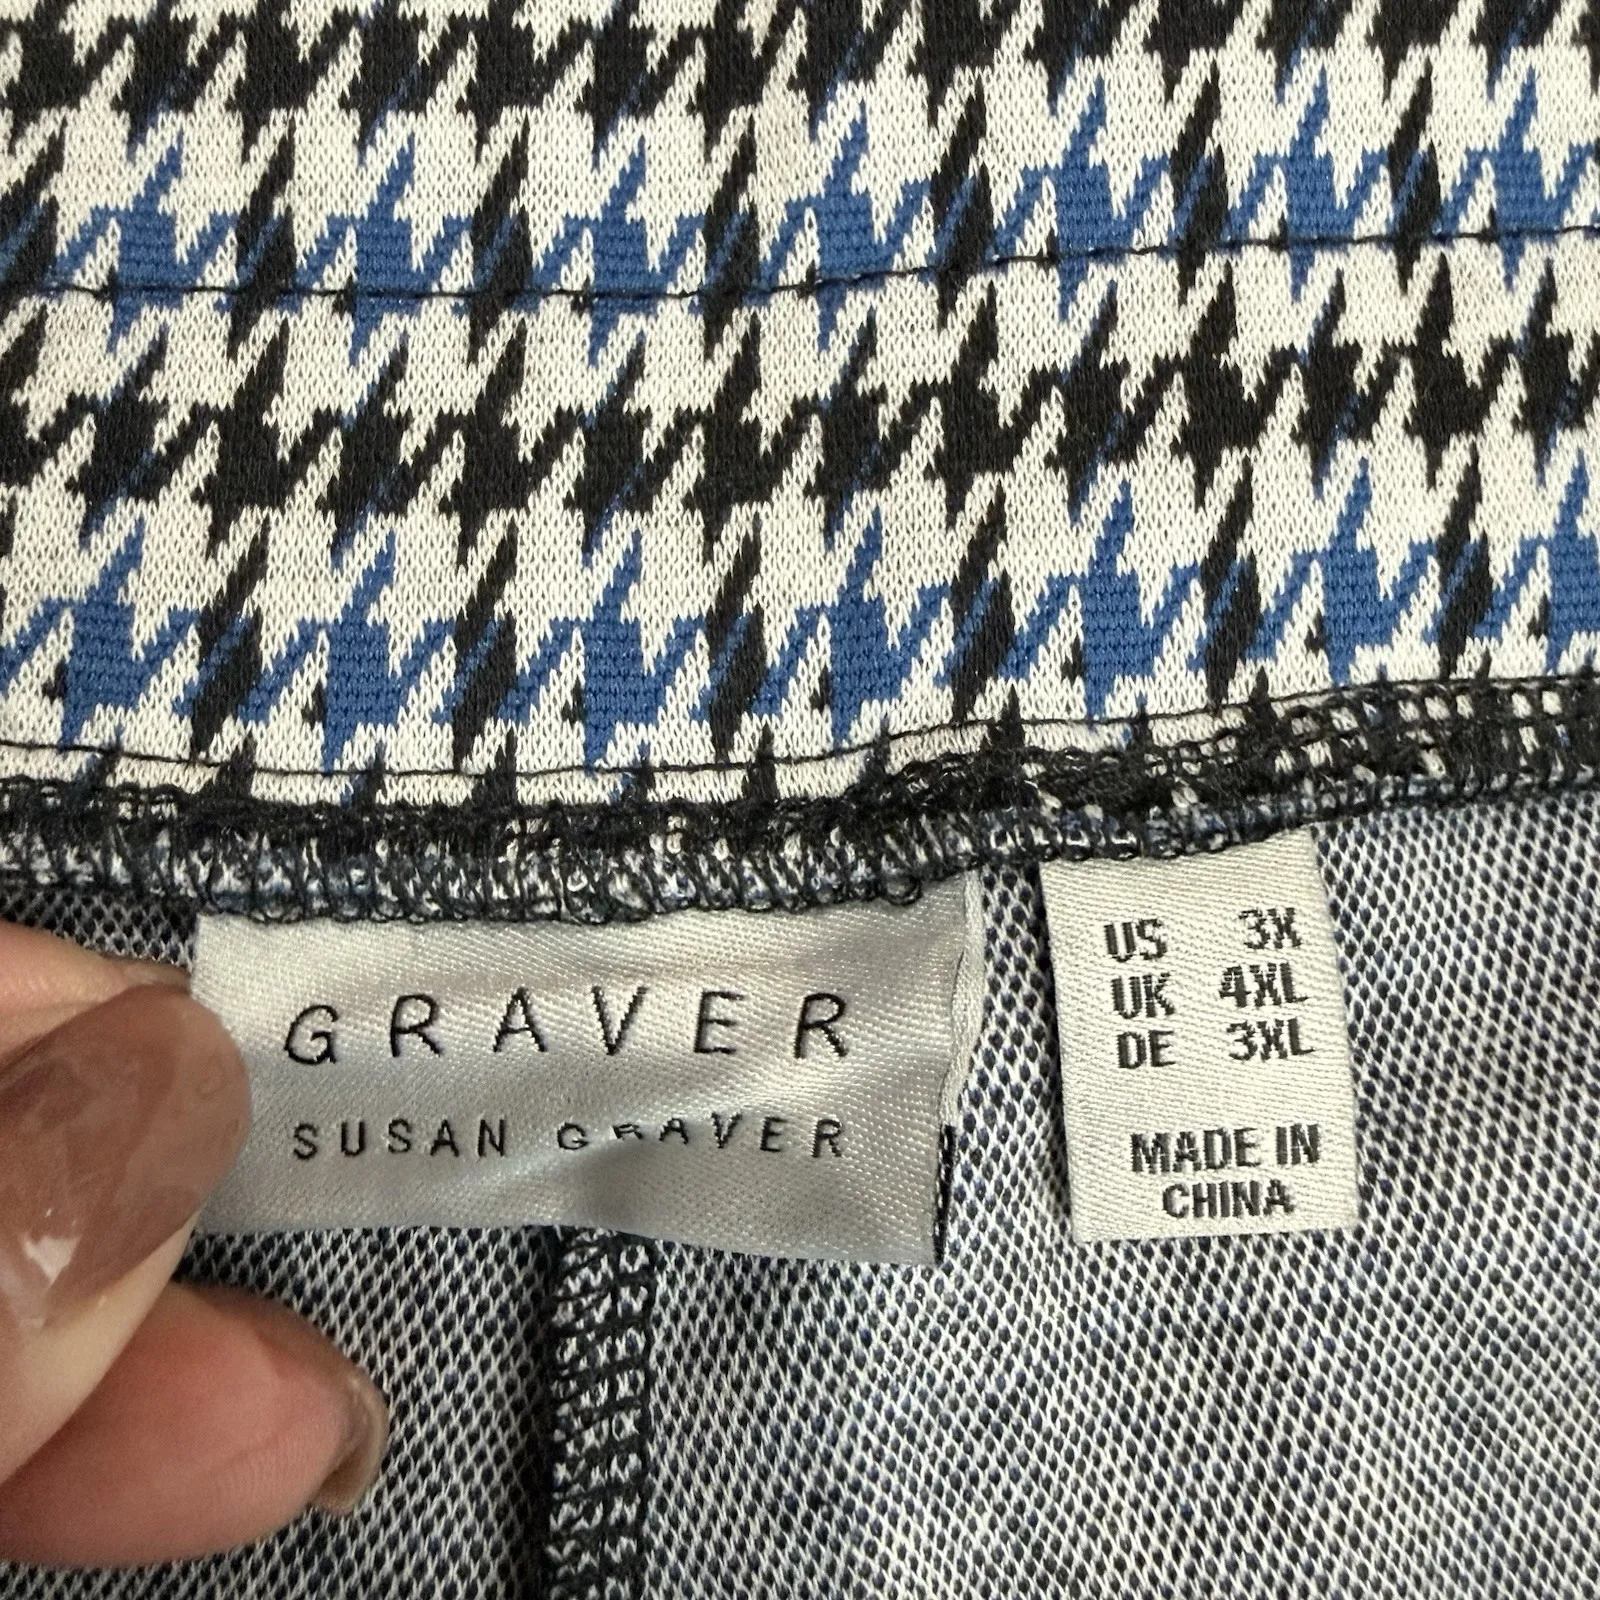 GRAVER
SUSAN GRAVER
US 3X
UK 4XL
DE 3XL
MADE IN
CHINA